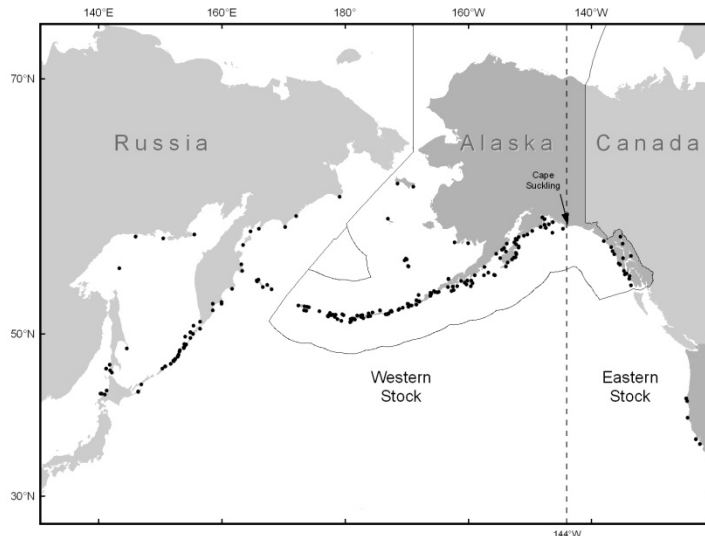 140°E 160°E 180° 160°W 140°W
70°N
Russia Alaska Canada
Cape
Suckling
50°N
Western
Stock
Eastern
Stock
30°N
144°W